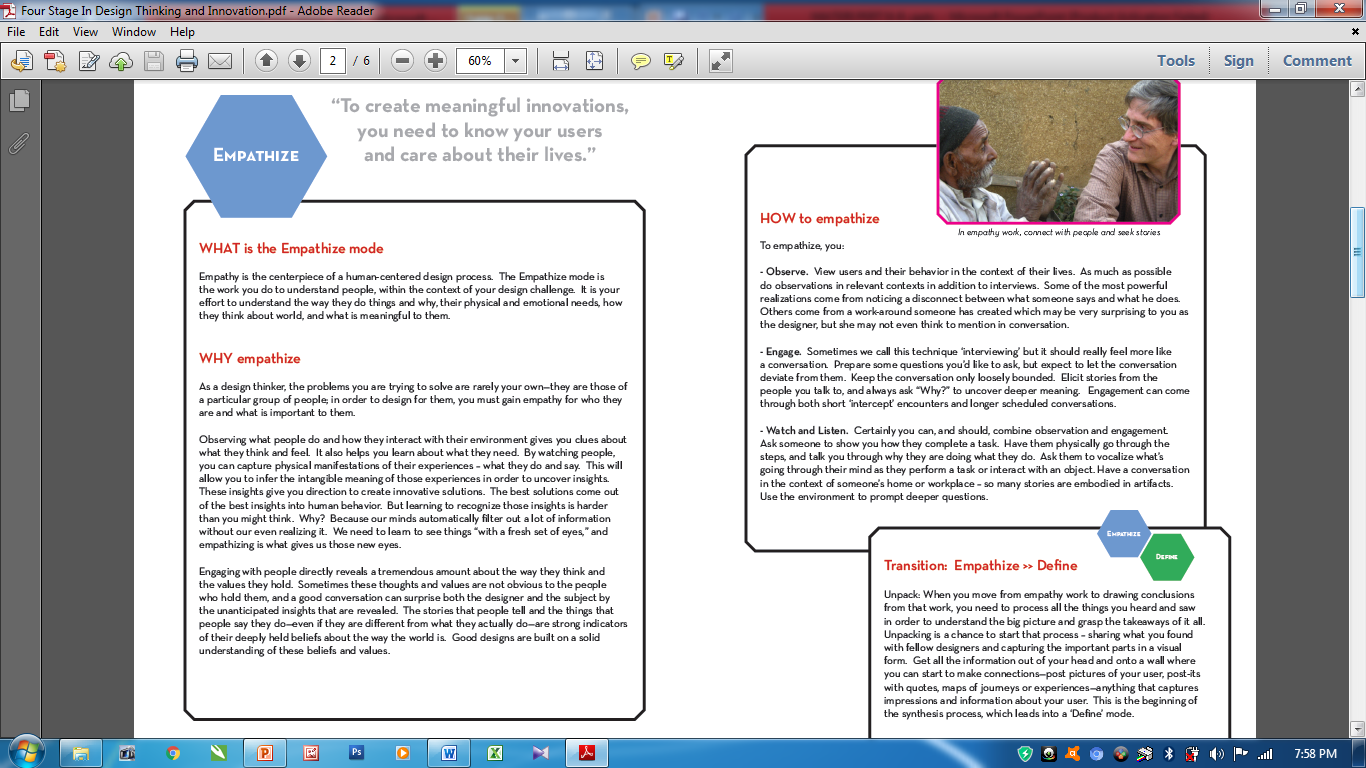 Four Stage In Design Thinking and Innovation.pdf - Adobe Reader
File Edit View Window Help
2 / 6
60%
Tools Sign Comment
EMPATHIZE
“To create meaningful innovations,
you need to know your users
and care about their lives.”
WHAT is the Empathize mode
Empathy is the centerpiece of a human-centered design process. The Empathize mode is
the work you do to understand people, within the context of your design challenge. It is your
effort to understand the way they do things and why, their physical and emotional needs, how
they think about world, and what is meaningful to them.
WHY empathize
As a design thinker, the problems you are trying to solve are rarely your own—they are those of
a particular group of people; in order to design for them, you must gain empathy for who they
are and what is important to them.
Observing what people do and how they interact with their environment gives you clues about
what they think and feel. It also helps you learn about what they need. By watching people,
you can capture physical manifestations of their experiences – what they do and say. This will
allow you to infer the intangible meaning of those experiences in order to uncover insights.
These insights give you direction to create innovative solutions. The best solutions come out
of the best insights into human behavior. But learning to recognize those insights is harder
than you might think. Why? Because our minds automatically filter out a lot of information
without our even realizing it. We need to learn to see things “with a fresh set of eyes,” and
empathizing is what gives us those new eyes.
Engaging with people directly reveals a tremendous amount about the way they think and
the values they hold. Sometimes these thoughts and values are not obvious to the people
who hold them, and a good conversation can surprise both the designer and the subject by
the unanticipated insights that are revealed. The stories that people tell and the things that
people say they do—even if they are different from what they actually do—are strong indicators
of their deeply held beliefs about the way the world is. Good designs are built on a solid
understanding of these beliefs and values.
In empathy work, connect with people and seek stories
HOW to empathize
To empathize, you:
- Observe. View users and their behavior in the context of their lives. As much as possible
do observations in relevant contexts in addition to interviews. Some of the most powerful
realizations come from noticing a disconnect between what someone says and what he does.
Others come from a work-around someone has created which may be very surprising to you as
the designer, but she may not even think to mention in conversation.
- Engage. Sometimes we call this technique ‘interviewing’ but it should really feel more like
a conversation. Prepare some questions you’d like to ask, but expect to let the conversation
deviate from them. Keep the conversation only loosely bounded. Elicit stories from the
people you talk to, and always ask “Why?” to uncover deeper meaning. Engagement can come
through both short ‘intercept’ encounters and longer scheduled conversations.
- Watch and Listen. Certainly you can, and should, combine observation and engagement.
Ask someone to show you how they complete a task. Have them physically go through the
steps, and talk you through why they are doing what they do. Ask them to vocalize what’s
going through their mind as they perform a task or interact with an object. Have a conversation
in the context of someone’s home or workplace – so many stories are embodied in artifacts.
Use the environment to prompt deeper questions.
EMPATHIZE
DEFINE
Transition: Empathize >> Define
Unpack: When you move from empathy work to drawing conclusions
from that work, you need to process all the things you heard and saw
in order to understand the big picture and grasp the takeaways of it all.
Unpacking is a chance to start that process – sharing what you found
with fellow designers and capturing the important parts in a visual
form. Get all the information out of your head and onto a wall where
you can start to make connections—post pictures of your user, post-its
with quotes, maps of journeys or experiences—anything that captures
impressions and information about your user. This is the beginning of
the synthesis process, which leads into a ‘Define’ mode.
7:58 PM